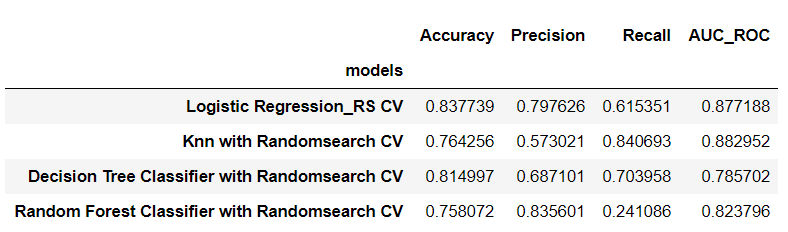 Accuracy Precision Recall AUC_ROC
models
Logistic Regression_RS CV 0.837739 0.797626 0.615351 0.877188
Knn with Randomsearch CV 0.764256 0.573021 0.840693 0.882952
Decision Tree Classifier with Randomsearch CV 0.814997 0.687101 0.703958 0.785702
Random Forest Classifier with Randomsearch CV 0.758072 0.835601 0.241086 0.823796